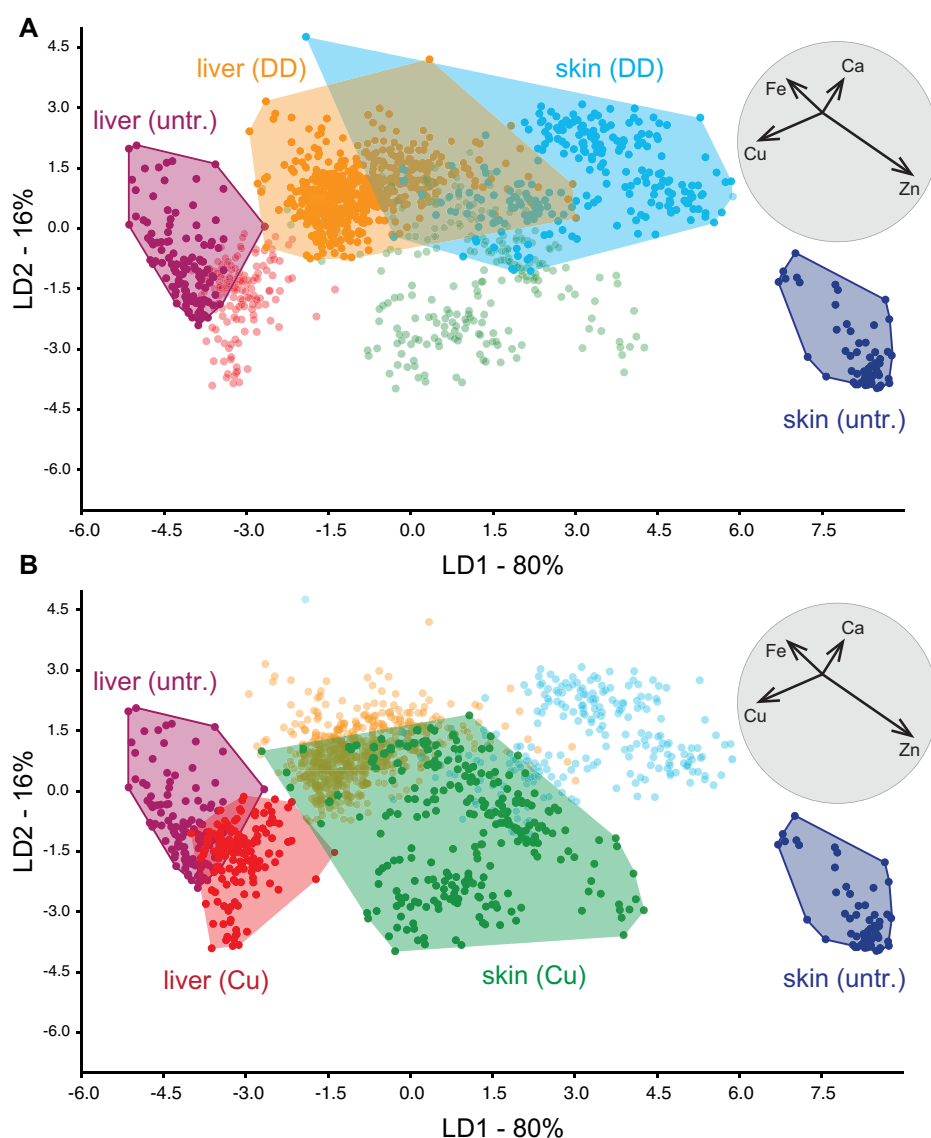 A
4.5
3.0
1.5
0.0
-1.5
-3.0
-4.5
-6.0
LD2 - 16%
liver (untr.)
liver (DD)
skin (DD)
Ca
Fe
Cu
Zn
skin (untr.)
-6.0 -4.5 -3.0 -1.5 0.0 1.5 3.0 4.5 6.0 7.5
LD1 - 80%
B
4.5
3.0
1.5
0.0
-1.5
-3.0
-4.5
-6.0
LD2 - 16%
liver (untr.)
Ca
Fe
Cu
Zn
liver (Cu)
skin (Cu)
skin (untr.)
-6.0 -4.5 -3.0 -1.5 0.0 1.5 3.0 4.5 6.0 7.5
LD1 - 80%